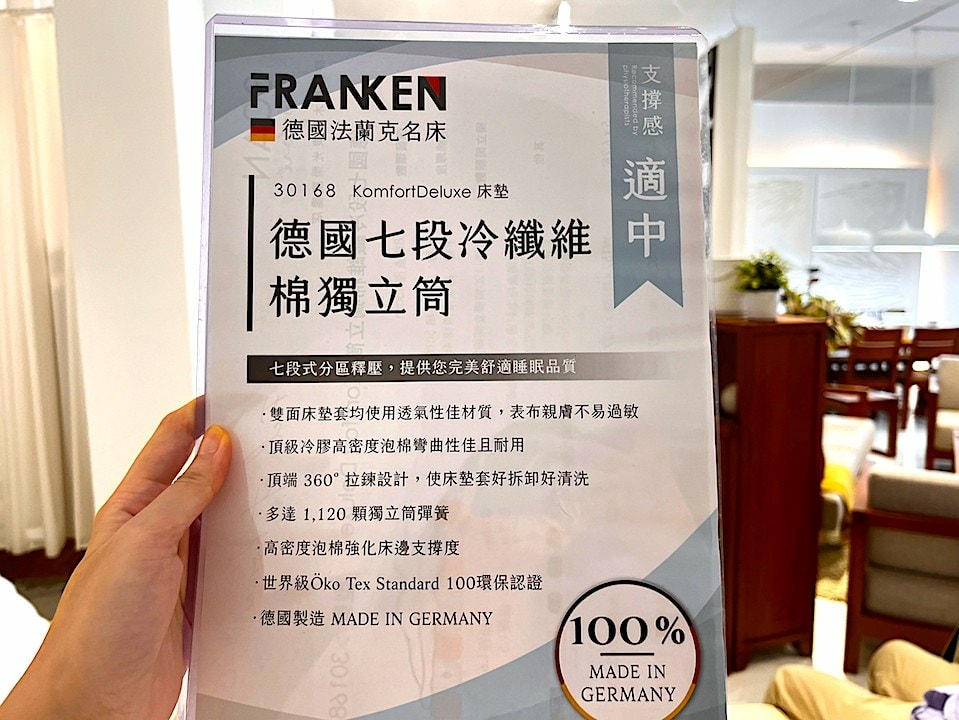 FRANKEN
德國法蘭克名床
支撐感
Recommended by
physiotherapists
適中
30168 KomfortDeluxe 床墊
德國七段冷纖維
棉獨立筒
七段式分區釋壓，提供您完美舒適睡眠品質
·雙面床墊套均使用透氣性佳材質，表布親膚不易過敏
·頂級冷膠高密度泡棉彎曲性佳且耐用
·頂端 360° 拉鍊設計，使床墊套好拆卸好清洗
·多達 1,120 顆獨立筒彈簧
·高密度泡棉強化床邊支撐度
·世界級Öko Tex Standard 100環保認證
·德國製造 MADE IN GERMANY
100%
MADE IN
GERMANY